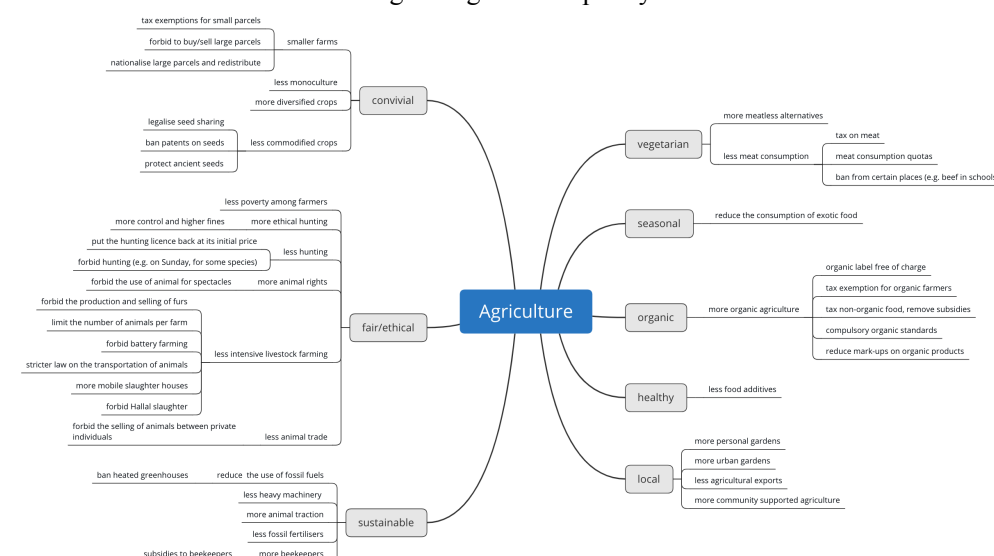 tax exemptions for small parcels
forbid to buy/sell large parcels
nationalise large parcels and redistribute
smaller farms
less monoculture
more diversified crops
legalise seed sharing
ban patents on seeds
protect ancient seeds
less commodified crops
convivial
less poverty among farmers
more control and higher fines
more ethical hunting
put the hunting licence back at its initial price
forbid hunting (e.g. on Sunday, for some species)
less hunting
forbid the use of animal for spectacles
more animal rights
forbid the production and selling of furs
limit the number of animals per farm
forbid battery farming
stricter law on the transportation of animals
more mobile slaughter houses
forbid Hallal slaughter
less intensive livestock farming
forbid the selling of animals between private
individuals
less animal trade
fair/ethical
ban heated greenhouses
reduce the use of fossil fuels
less heavy machinery
more animal traction
less fossil fertilisers
subsidies to beekeepers
more beekeepers
sustainable
Agriculture
vegetarian
more meatless alternatives
less meat consumption
tax on meat
meat consumption quotas
ban from certain places (e.g. beef in schools
seasonal
reduce the consumption of exotic food
organic
more organic agriculture
organic label free of charge
tax exemption for organic farmers
tax non-organic food, remove subsidies
compulsory organic standards
reduce mark-ups on organic products
healthy
less food additives
local
more personal gardens
more urban gardens
less agricultural exports
more community supported agriculture